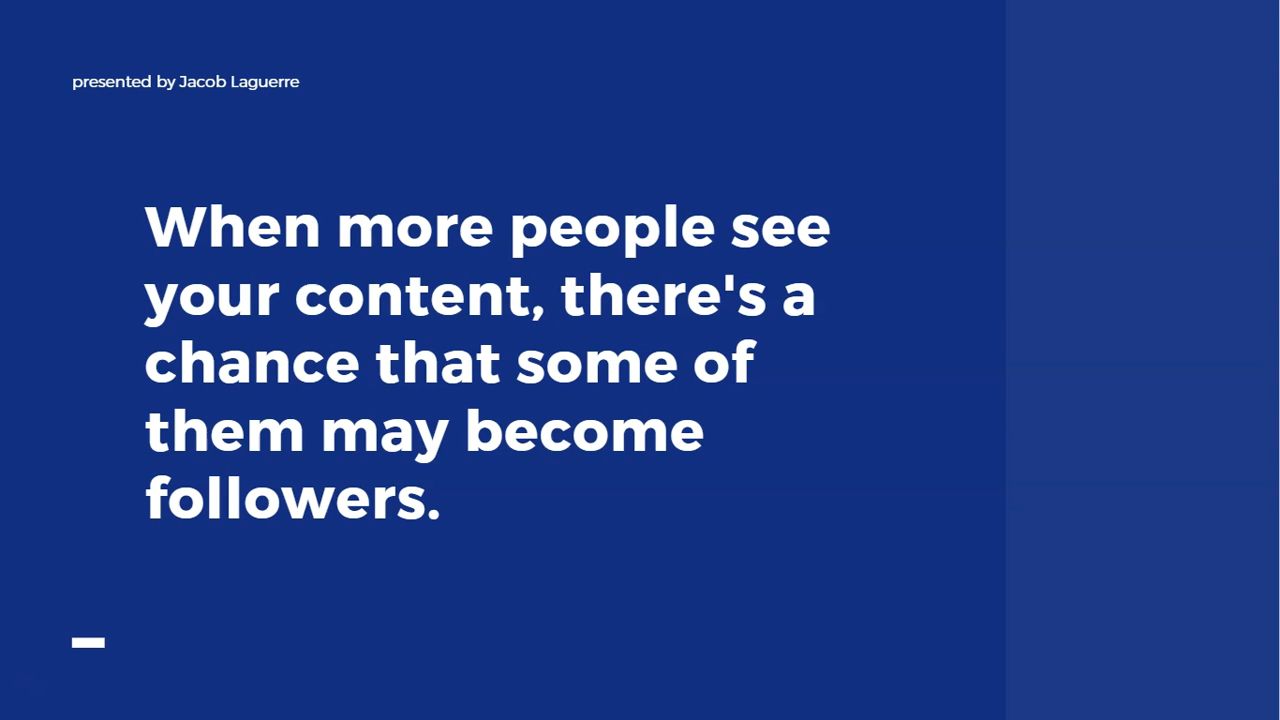 presented by Jacob Laguerre
When more people see
your content, there's a
chance that some of
them may become
followers.